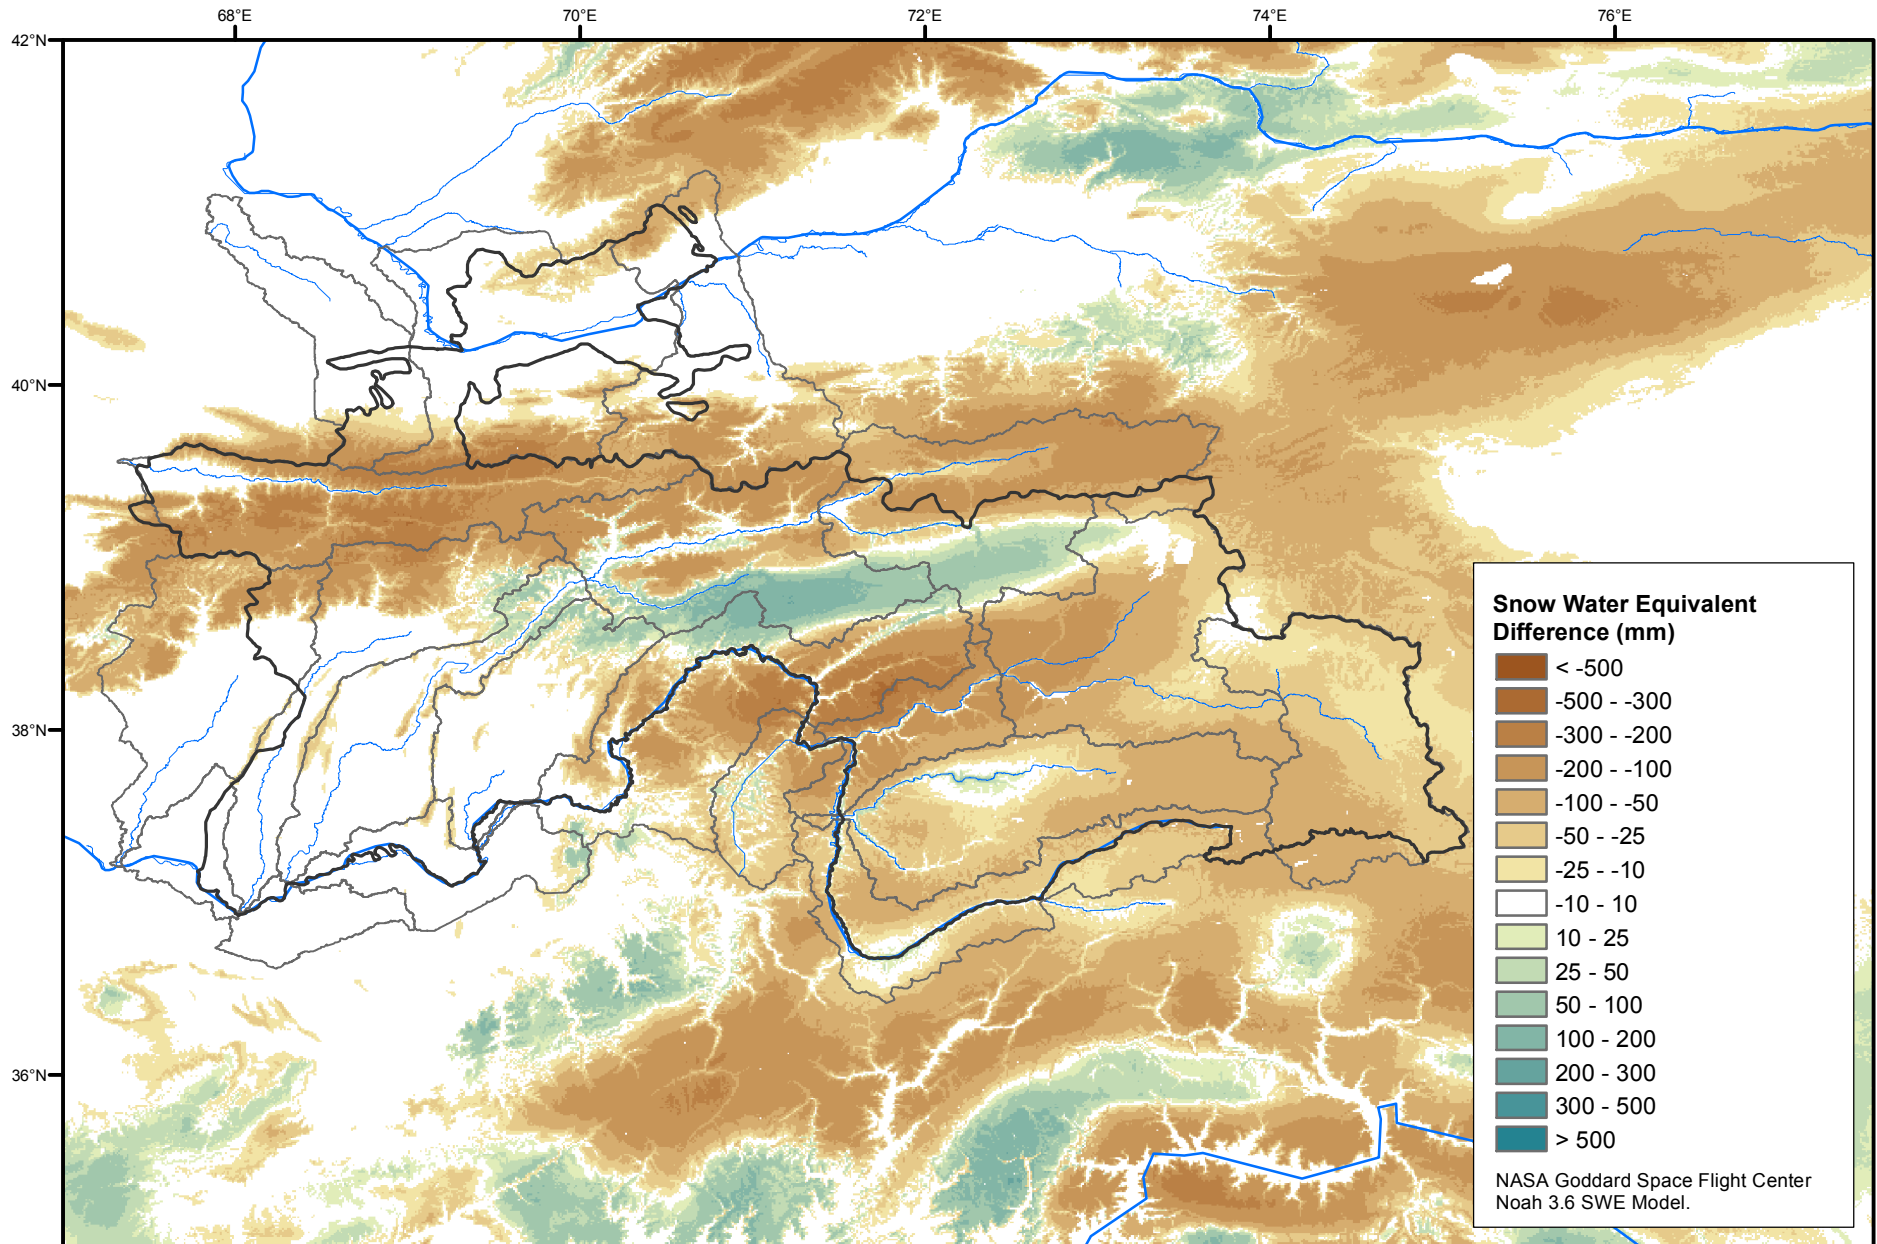 68°E
70°E
72°E
74°E
76°E
42°N
40°N
38°N
36°N
Snow Water Equivalent
Difference (mm)
< -500
-500 - -300
-300 - -200
-200 - -100
-100 - -50
-50 - -25
-25 - -10
-10 - 10
10 - 25
25 - 50
50 - 100
100 - 200
200 - 300
300 - 500
> 500
NASA Goddard Space Flight Center
Noah 3.6 SWE Model.